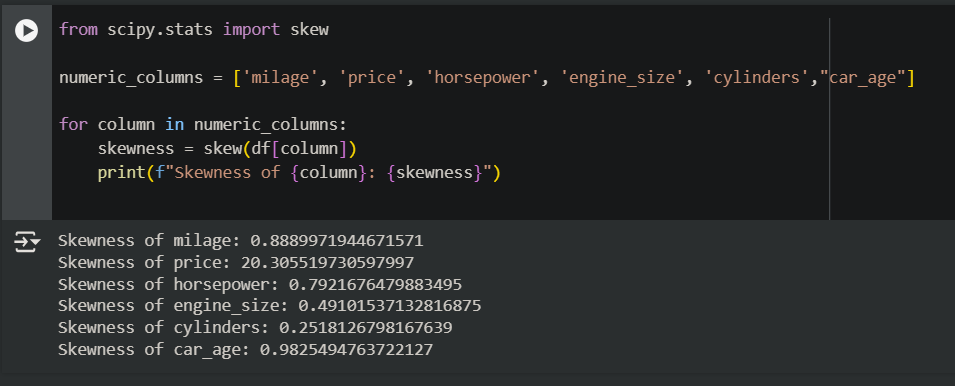 from scipy.stats import skew
numeric_columns = ['milage', 'price', 'horsepower', 'engine_size', 'cylinders',"car_age"]
for column in numeric_columns:
    skewness = skew(df[column])
    print(f"Skewness of {column}: {skewness}")
Skewness of milage: 0.8889971944671571
Skewness of price: 20.305519730597997
Skewness of horsepower: 0.7921676479883495
Skewness of engine_size: 0.49101537132816875
Skewness of cylinders: 0.2518126798167639
Skewness of car_age: 0.9825494763722127